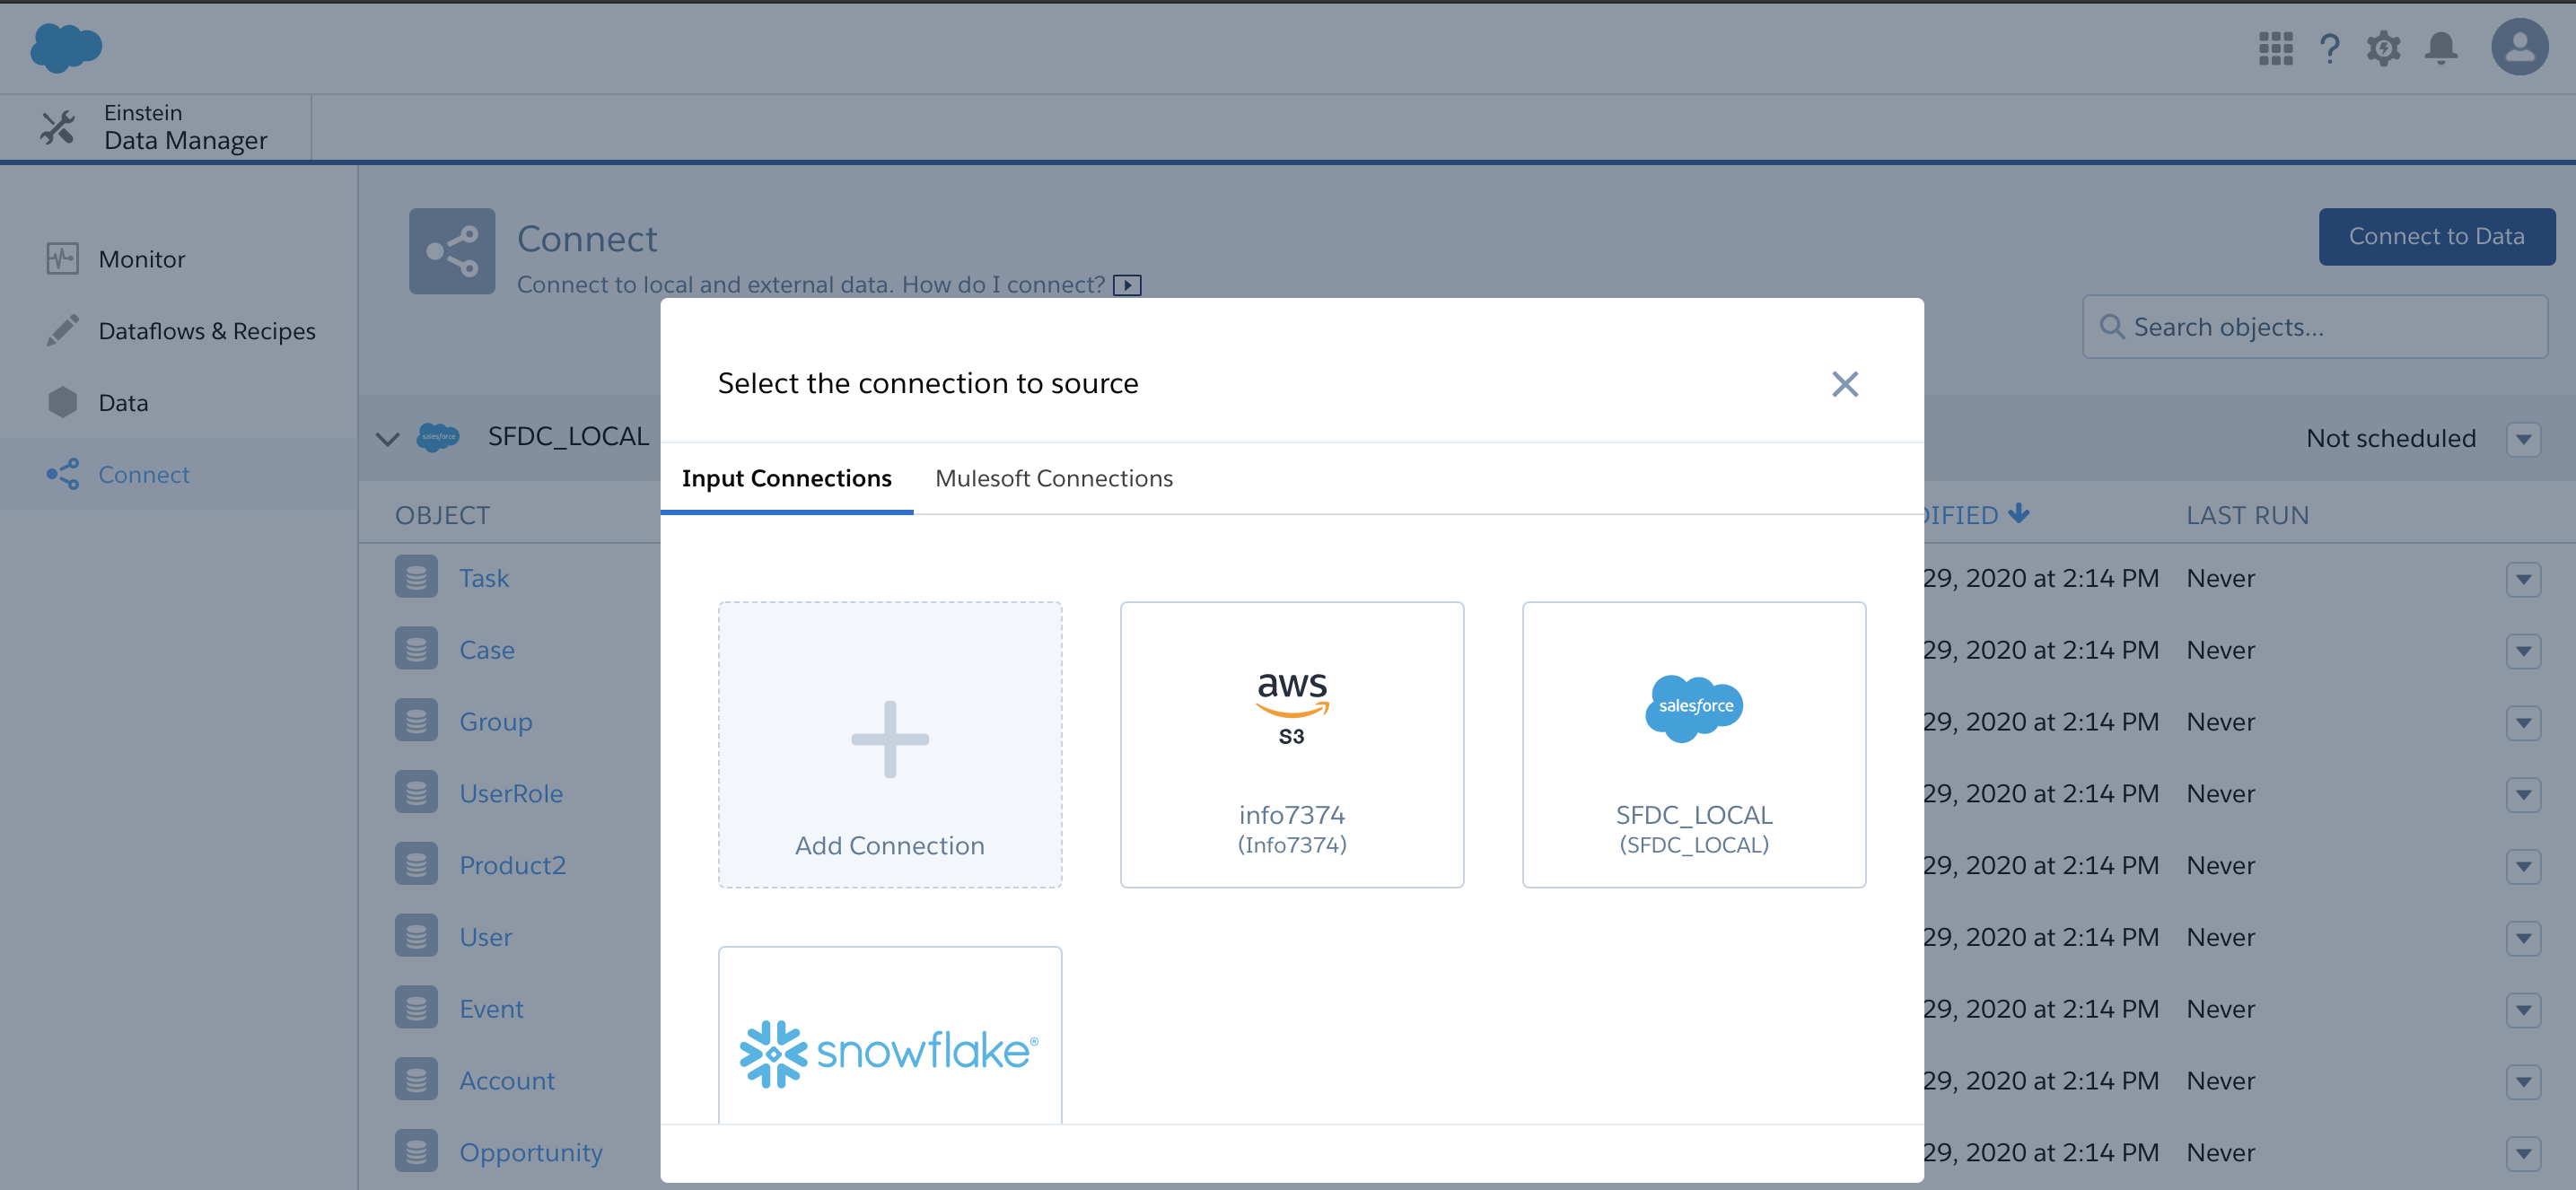 ?
Einstein
Data Manager
Monitor
Dataflows & Recipes
Data
Connect
Connect
Connect to local and external data. How do I connect?
Connect to Data
Search objects...
salesforce
SFDC_LOCAL
Not scheduled
OBJECT
LAST RUN
Task
29, 2020 at 2:14 PM Never
Case
29, 2020 at 2:14 PM Never
Group
29, 2020 at 2:14 PM Never
UserRole
29, 2020 at 2:14 PM Never
Product2
29, 2020 at 2:14 PM Never
User
29, 2020 at 2:14 PM Never
Event
29, 2020 at 2:14 PM Never
Account
29, 2020 at 2:14 PM Never
Opportunity
29, 2020 at 2:14 PM Never
Select the connection to source
Input Connections
Mulesoft Connections
Add Connection
aws
S3
info7374
(Info7374)
salesforce
SFDC_LOCAL
(SFDC_LOCAL)
snowflake®